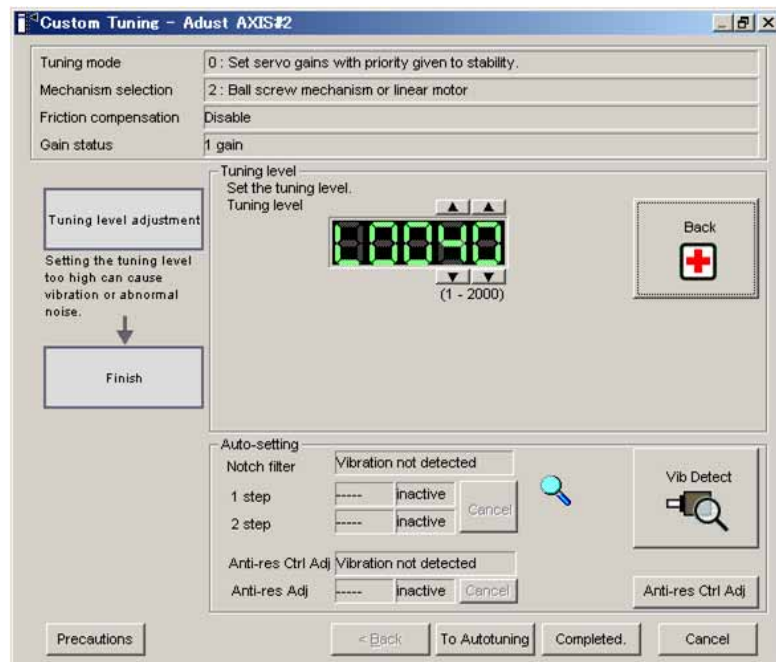 Custom Tuning - Adust AXIS#2
Tuning mode 0 : Set servo gains with priority given to stability.
Mechanism selection 2 : Ball screw mechanism or linear motor
Friction compensation Disable
Gain status 1 gain
Tuning level adjustment
Setting the tuning level
too high can cause
vibration or abnormal
noise.
Finish
Tuning level
Set the tuning level.
Tuning level
L0040
(1 - 2000)
Back
Auto-setting
Notch filter Vibration not detected
1 step ----- inactive
2 step ----- inactive
Cancel
Vib Detect
Anti-res Ctrl Adj Vibration not detected
Anti-res Adj ----- inactive Cancel
Anti-res Ctrl Adj
Precautions < Back To Autotuning Completed. Cancel